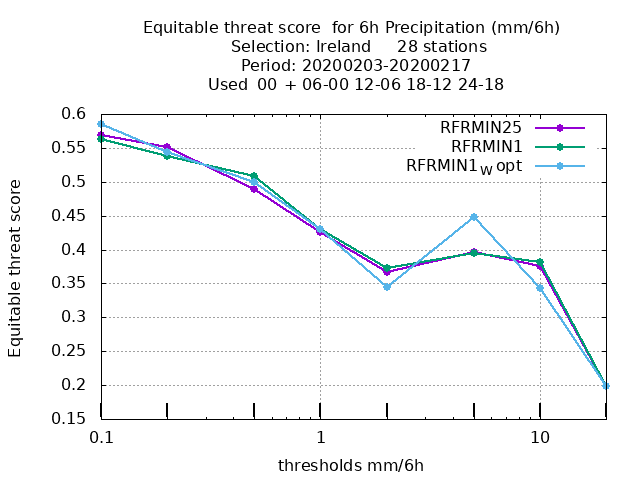 Equitable threat score  for 6h Precipitation (mm/6h)
Selection: Ireland     28 stations
Period: 20200203-20200217
Used  00  + 06-00 12-06 18-12 24-18
RFRMIN25
RFRMIN1
RFRMIN1w opt
Equitable threat score
0.6
0.55
0.5
0.45
0.4
0.35
0.3
0.25
0.2
0.15
0.1 1 10
thresholds mm/6h